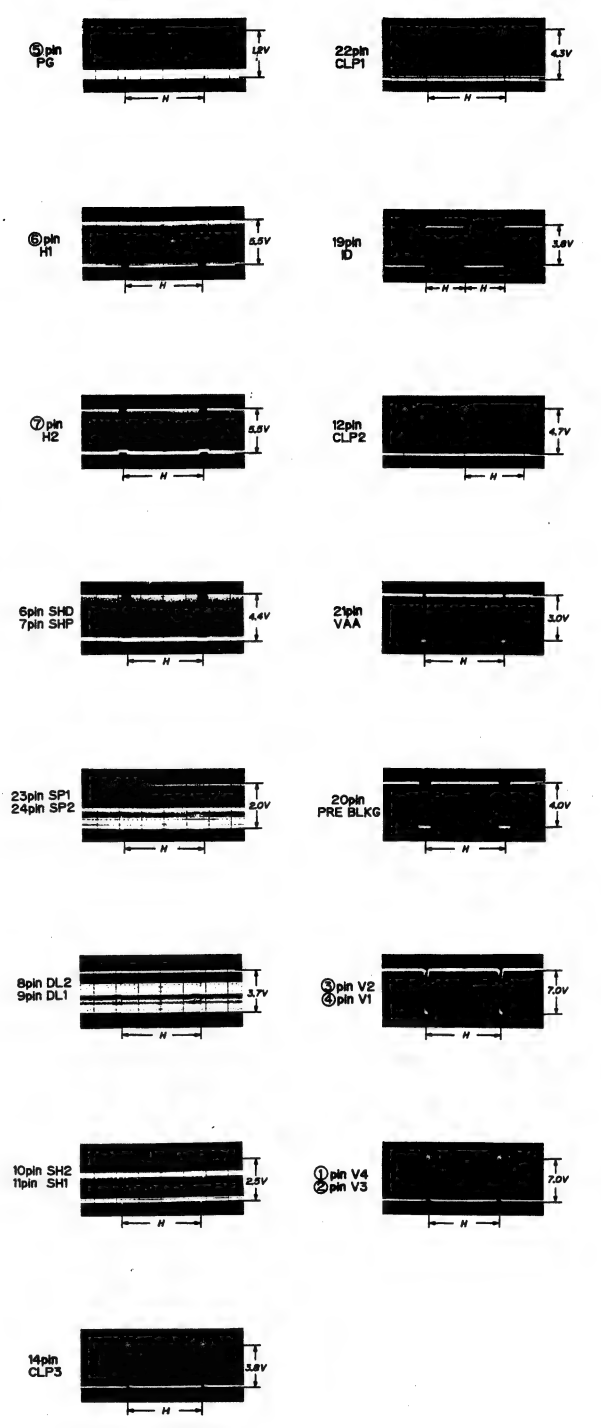 ⑤pin
PG
1.2V
H
⑥pin
H1
5.5V
H
⑦pin
H2
5.5V
H
6pin SHD
7pin SHP
4.4V
H
23pin SP1
24pin SP2
2.0V
H
8pin DL2
9pin DL1
3.7V
H
10pin SH2
11pin SH1
2.5V
H
14pin
CLP3
3.8V
H
22pin
CLP1
4.3V
H
19pin
ID
3.8V
H H
12pin
CLP2
4.7V
H
21pin
VAA
3.0V
H
20pin
PRE BLKG
4.0V
H
③pin V2
④pin V1
7.0V
H
①pin V4
②pin V3
7.0V
H